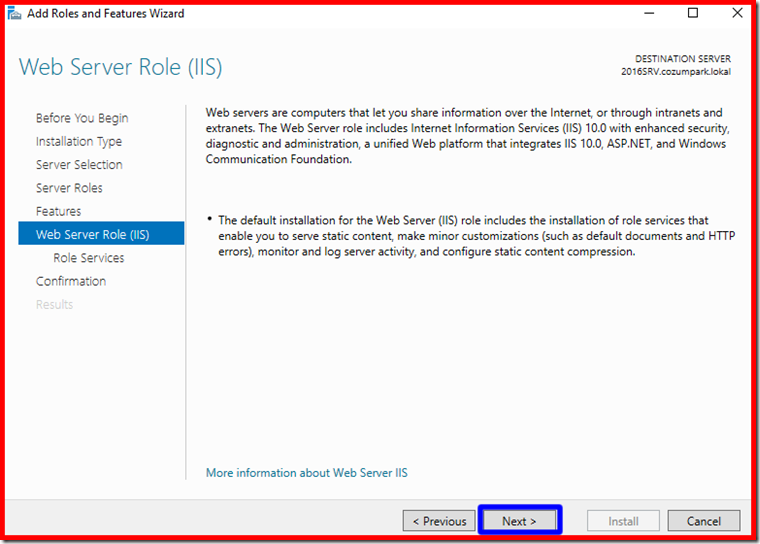 Add Roles and Features Wizard
Web Server Role (IIS)
DESTINATION SERVER
2016SRV.cozumpark.lokal
Before You Begin
Installation Type
Server Selection
Server Roles
Features
Web Server Role (IIS)
Role Services
Confirmation
Results
Web servers are computers that let you share information over the Internet, or through intranets and
extranets. The Web Server role includes Internet Information Services (IIS) 10.0 with enhanced security,
diagnostic and administration, a unified Web platform that integrates IIS 10.0, ASP.NET, and Windows
Communication Foundation.
• The default installation for the Web Server (IIS) role includes the installation of role services that
enable you to serve static content, make minor customizations (such as default documents and HTTP
errors), monitor and log server activity, and configure static content compression.
More information about Web Server IIS
< Previous
Next >
Install
Cancel